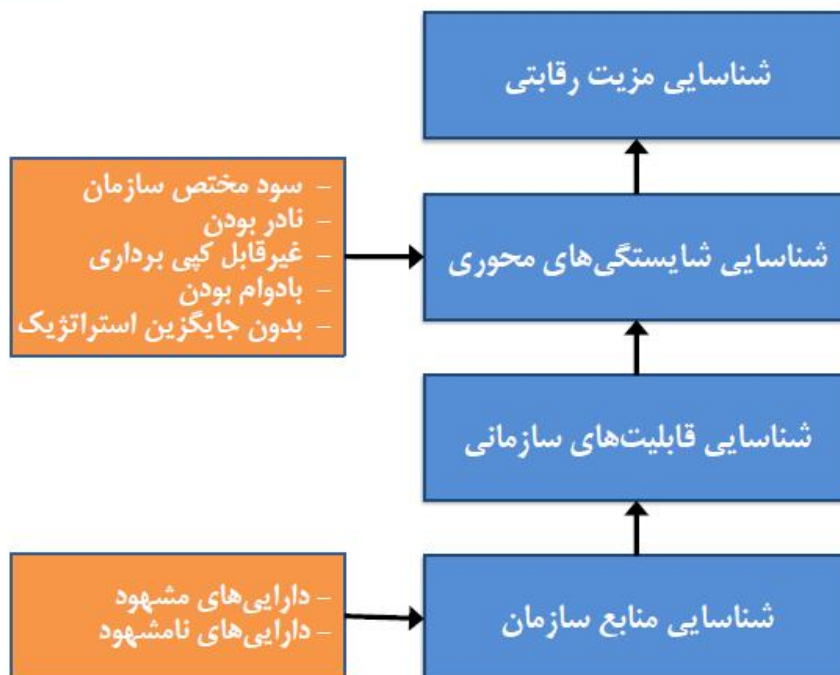 شناسایی مزیت رقابتی
– سود مختص سازمان
– نادر بودن
– غیرقابل کپی برداری
– بادوام بودن
– بدون جایگزین استراتژیک
شناسایی شایستگی‌های محوری
شناسایی قابلیت‌های سازمانی
– دارایی‌های مشهود
– دارایی‌های نامشهود
شناسایی منابع سازمان